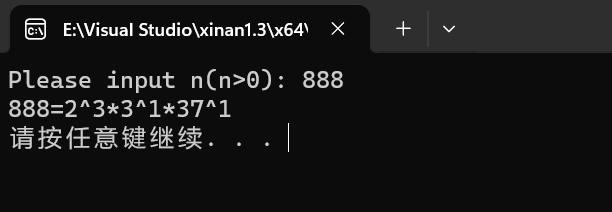 E:\Visual Studio\xinan1.3\x64\
Please input n(n>0): 888
888=2^3*3^1*37^1
请按任意键继续. . .